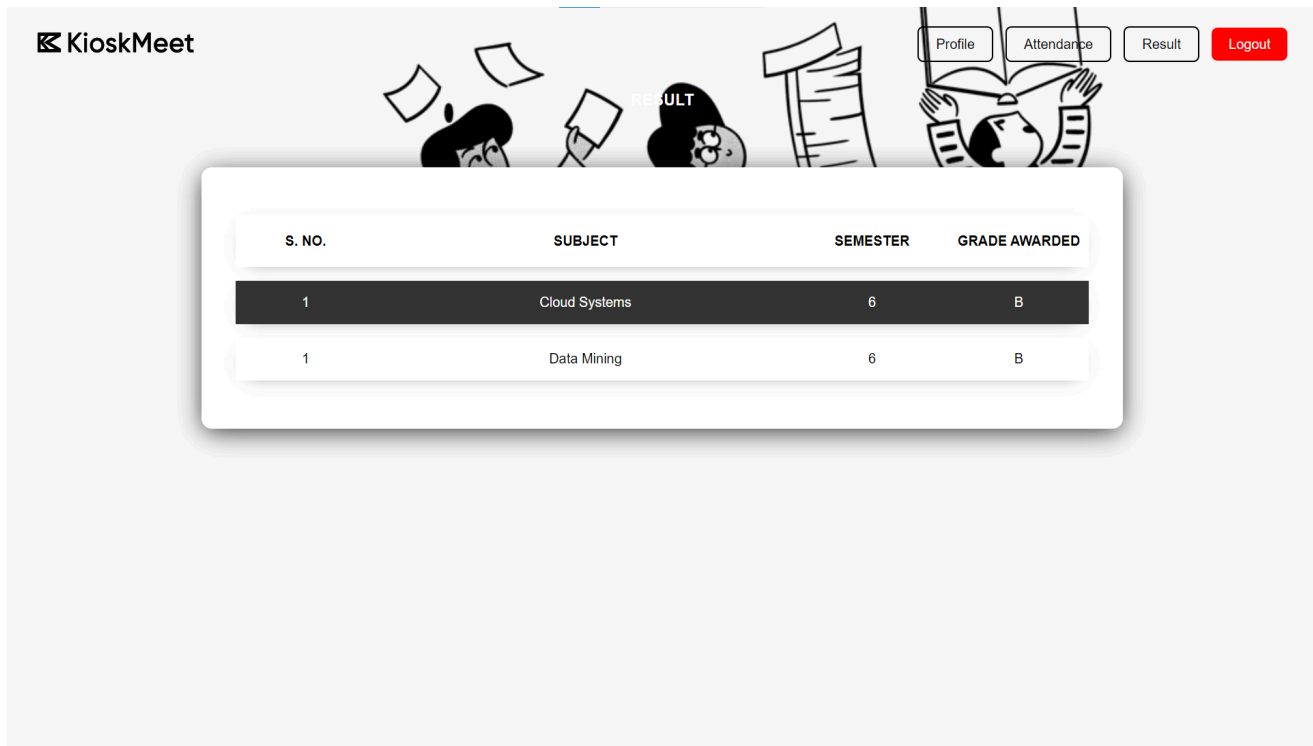 KioskMeet
Profile Attendance Result Logout
RESULT
S. NO. SUBJECT SEMESTER GRADE AWARDED
1 Cloud Systems 6 B
1 Data Mining 6 B